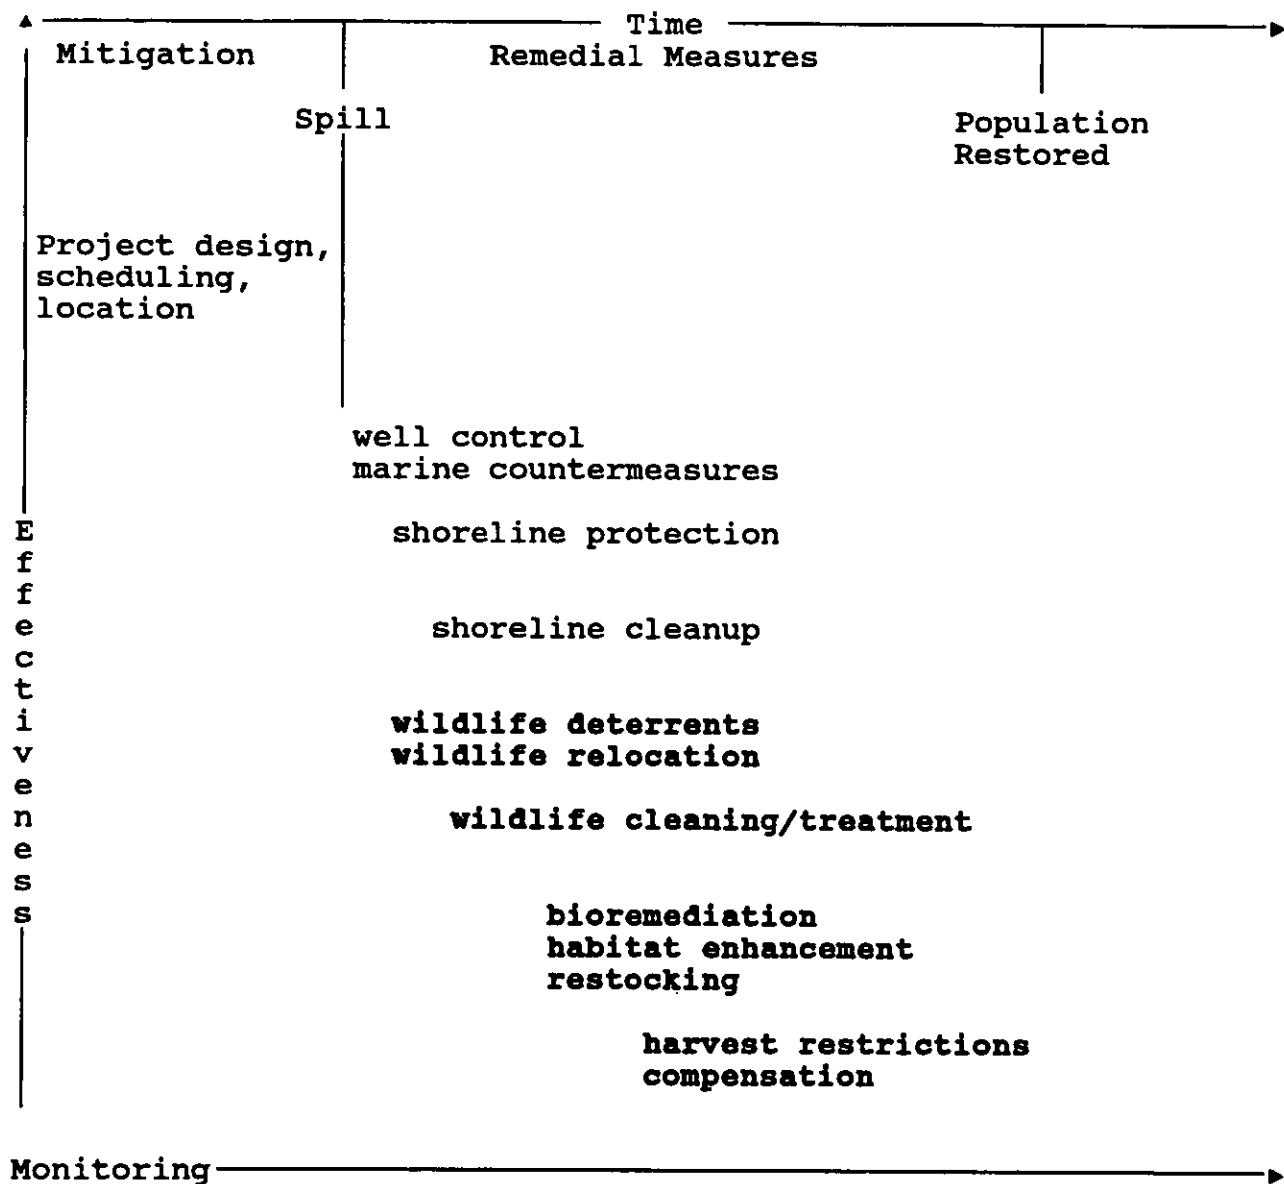 Time
Mitigation Remedial Measures
Spill
Population
Restored
Project design,
scheduling,
location
well control
marine countermeasures
Effectiveness
shoreline protection
shoreline cleanup
wildlife deterrents
wildlife relocation
wildlife cleaning/treatment
bioremediation
habitat enhancement
restocking
harvest restrictions
compensation
Monitoring